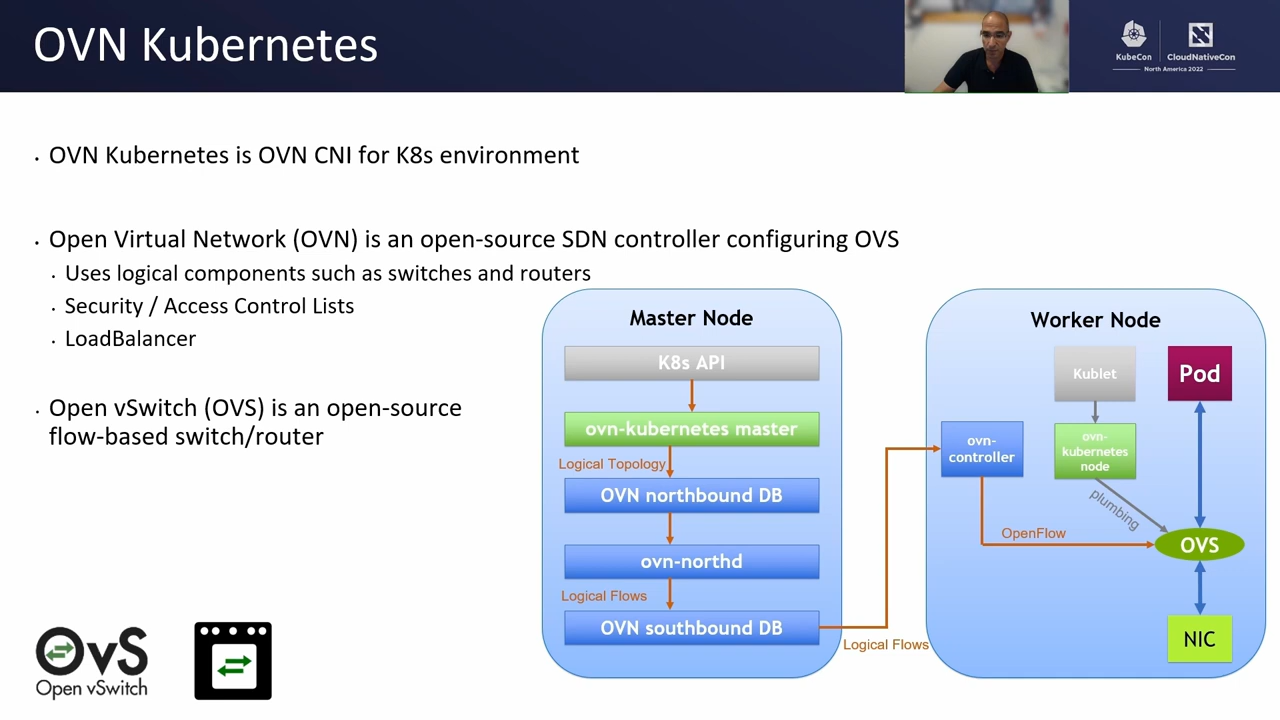 OVN Kubernetes
KubeCon
CloudNativeCon
North America 2022
OVN Kubernetes is OVN CNI for K8s environment
Open Virtual Network (OVN) is an open-source SDN controller configuring OVS
Uses logical components such as switches and routers
Security / Access Control Lists
LoadBalancer
Open vSwitch (OVS) is an open-source
flow-based switch/router
Master Node
K8s API
ovn-kubernetes master
Logical Topology
OVN northbound DB
ovn-northd
Logical Flows
OVN southbound DB
Logical Flows
Worker Node
Kublet
Pod
ovn-
controller
ovn-
kubernetes
node
plumbing
OpenFlow
OVS
NIC
OvS
Open vSwitch